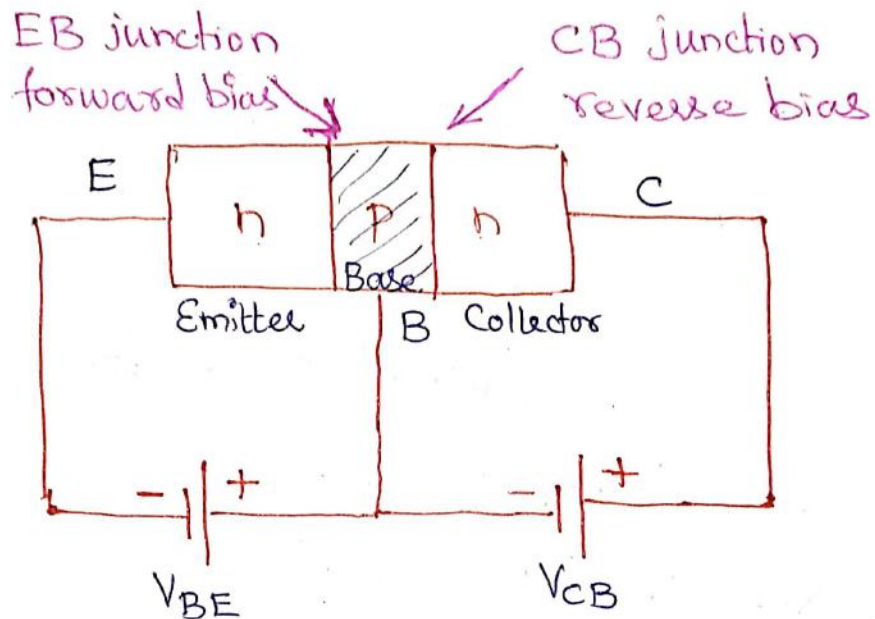 EB junction
forward bias
CB junction
reverse bias
E
n
p
n
C
Base
Emitter
B
Collector
- +
- +
VBE
VCB